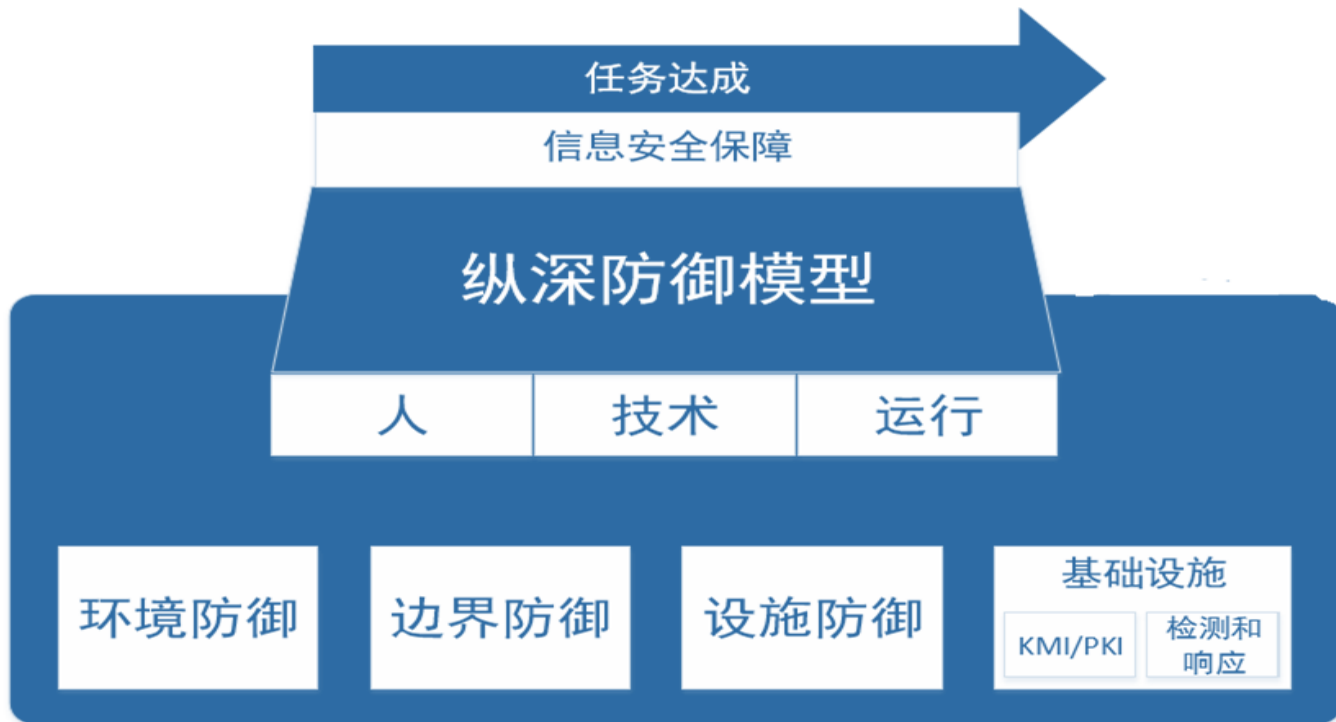 任务达成
信息安全保障
纵深防御模型
人
技术
运行
环境防御
边界防御
设施防御
基础设施
KMI/PKI
检测和
响应